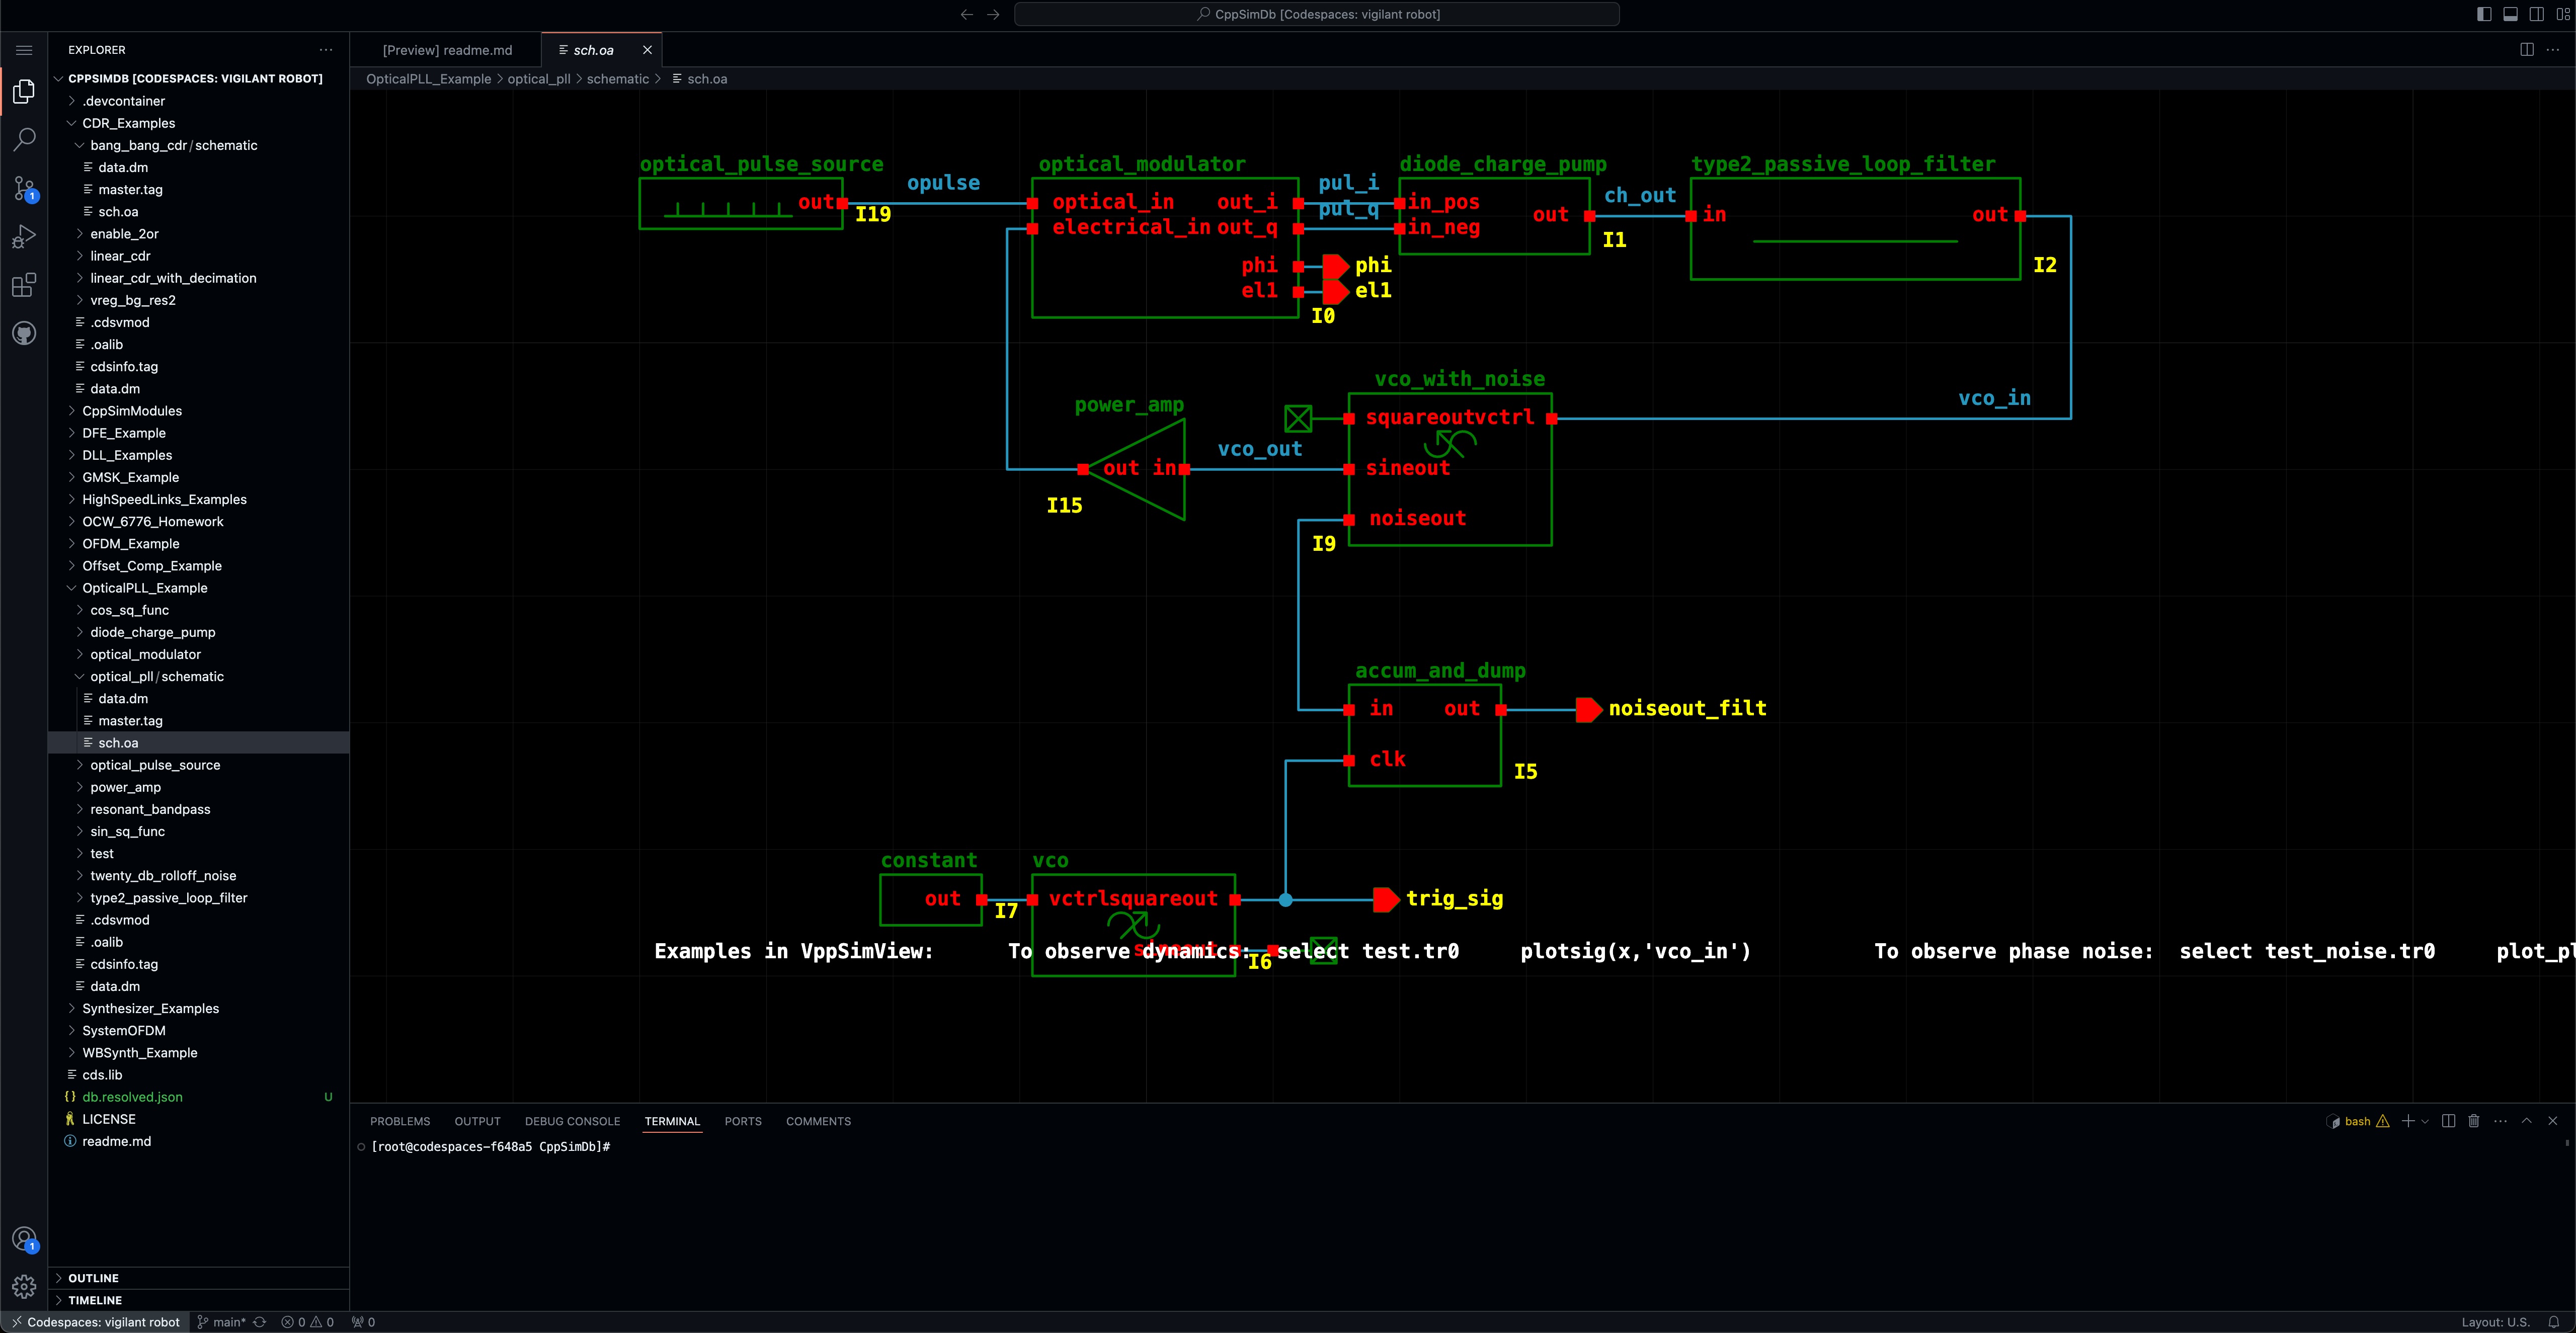 CppSimDb [Codespaces: vigilant robot]
EXPLORER
CPPSIMDB [CODESPACES: VIGILANT ROBOT]
.devcontainer
CDR_Examples
bang_bang_cdr/schematic
data.dm
master.tag
sch.oa
enable_2or
linear_cdr
linear_cdr_with_decimation
vreg_bg_res2
.cdsvmod
.oalib
cdsinfo.tag
data.dm
CppSimModules
DFE_Example
DLL_Examples
GMSK_Example
HighSpeedLinks_Examples
OCW_6776_Homework
OFDM_Example
Offset_Comp_Example
OpticalPLL_Example
cos_sq_func
diode_charge_pump
optical_modulator
optical_pll/schematic
data.dm
master.tag
sch.oa
optical_pulse_source
power_amp
resonant_bandpass
sin_sq_func
test
twenty_db_rolloff_noise
type2_passive_loop_filter
.cdsvmod
.oalib
cdsinfo.tag
data.dm
Synthesizer_Examples
SystemOFDM
WBSynth_Example
cds.lib
{} db.resolved.json U
LICENSE
readme.md
OUTLINE
TIMELINE
1
1
[Preview] readme.md
sch.oa
OpticalPLL_Example > optical_pll > schematic > sch.oa
optical_pulse_source
out
I19
opulse
optical_modulator
optical_in out_i
electrical_in out_q
phi
el1
I0
phi
el1
pul_i
pul_q
diode_charge_pump
in_pos
in_neg
out
I1
ch_out
type2_passive_loop_filter
in out
I2
vco_in
power_amp
out in
I15
vco_out
vco_with_noise
squareoutvctrl
sineout
noiseout
I9
accum_and_dump
in out
clk
I5
noiseout_filt
constant
out
I7
vco
vctrlsquareout
sineout
I6
trig_sig
Examples in VppSimView: To observe dynamics: select test.tr0 plotsig(x,'vco_in') To observe phase noise: select test_noise.tr0 plot_pl
PROBLEMS OUTPUT DEBUG CONSOLE TERMINAL PORTS COMMENTS
bash
[root@codespaces-f648a5 CppSimDb]#
Codespaces: vigilant robot main* 0 0 0
Layout: U.S.